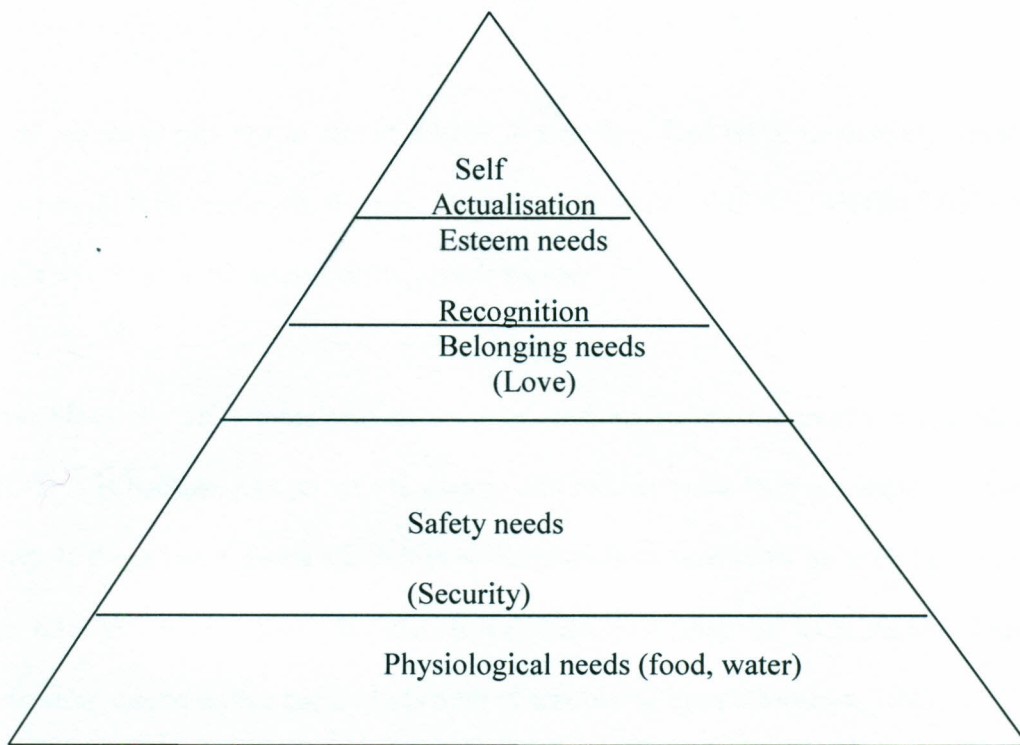 Self
Actualisation
Esteem needs
Recognition
Belonging needs
(Love)
Safety needs
(Security)
Physiological needs (food, water)